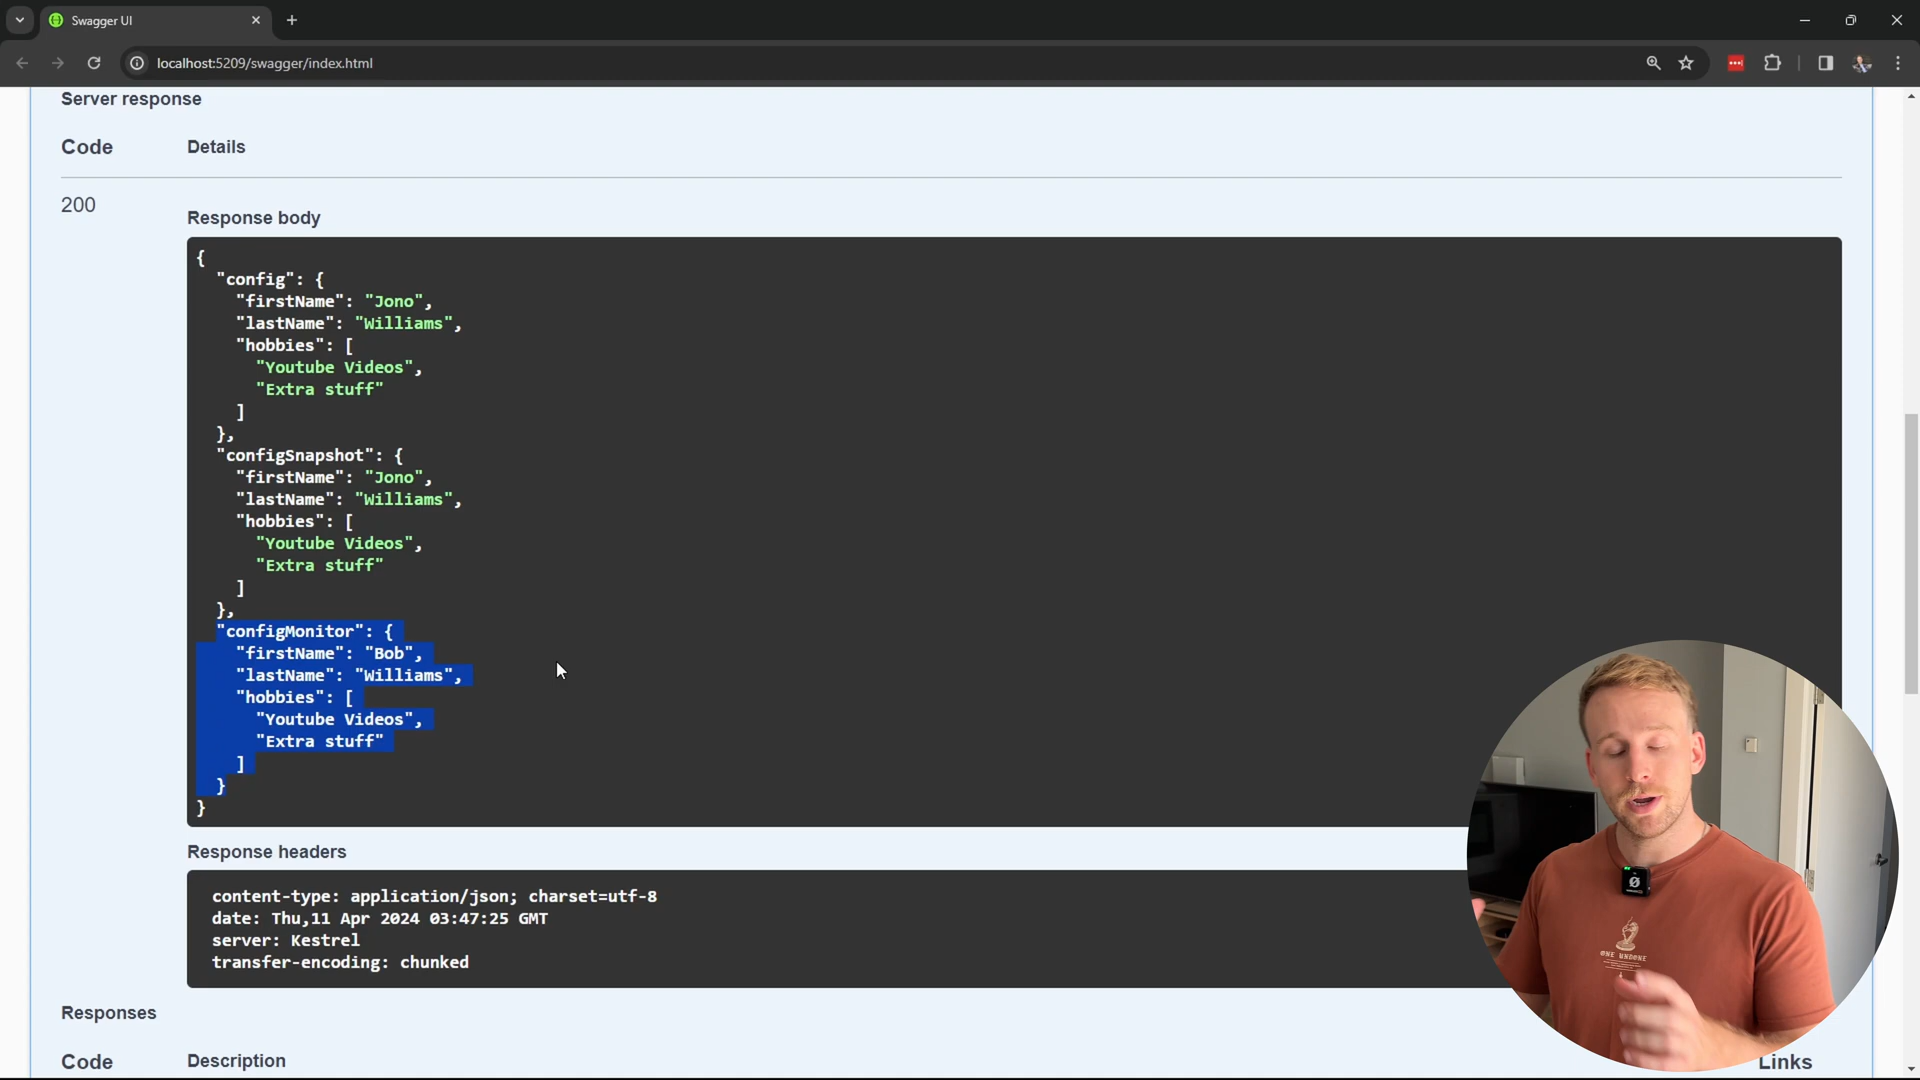 Swagger UI
localhost:5209/swagger/index.html
Server response
Code Details
200
Response body
{
"config": {
"firstName": "Jono",
"lastName": "Williams",
"hobbies": [
"Youtube Videos",
"Extra stuff"
]
},
"configSnapshot": {
"firstName": "Jono",
"lastName": "Williams",
"hobbies": [
"Youtube Videos",
"Extra stuff"
]
},
"configMonitor": {
"firstName": "Bob",
"lastName": "Williams",
"hobbies": [
"Youtube Videos",
"Extra stuff"
]
}
}
Response headers
content-type: application/json; charset=utf-8
date: Thu,11 Apr 2024 03:47:25 GMT
server: Kestrel
transfer-encoding: chunked
ONE UNDONE
Responses
Code Description Links